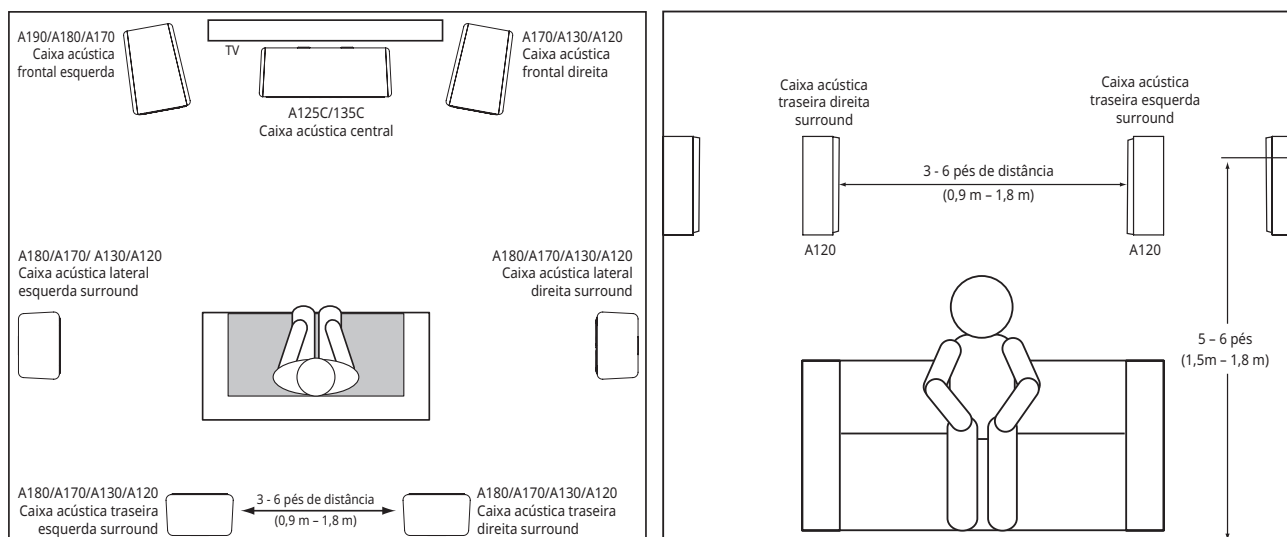 A190/A180/A170
Caixa acústica
frontal esquerda
TV
A125C/135C
Caixa acústica central
A170/A130/A120
Caixa acústica
frontal direita
A180/A170/ A130/A120
Caixa acústica lateral
esquerda surround
A180/A170/A130/A120
Caixa acústica lateral
direita surround
A180/A170/A130/A120
Caixa acústica traseira
esquerda surround
3 - 6 pés de distância
(0,9 m – 1,8 m)
A180/A170/A130/A120
Caixa acústica traseira
direita surround
Caixa acústica
traseira direita
surround
A120
3 - 6 pés de distância
(0,9 m – 1,8 m)
Caixa acústica
traseira esquerda
surround
A120
5 – 6 pés
(1,5m – 1,8 m)